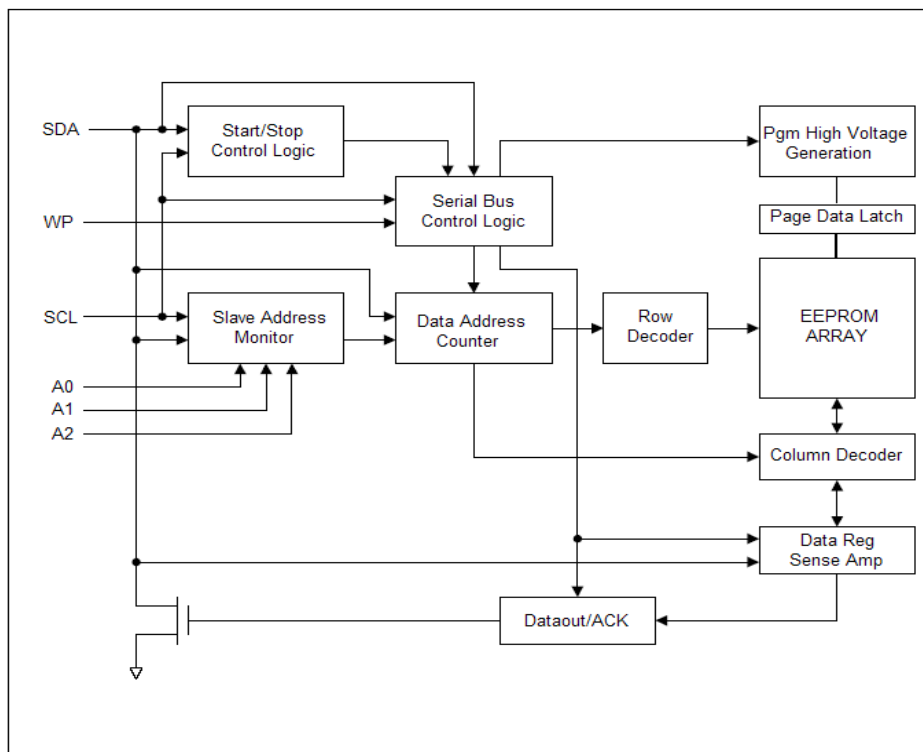 SDA
Start/Stop
Control Logic
Pgm High Voltage
Generation
WP
Serial Bus
Control Logic
Page Data Latch
SCL
Slave Address
Monitor
Data Address
Counter
Row
Decoder
EEPROM
ARRAY
A0
A1
A2
Column Decoder
Data Reg
Sense Amp
Dataout/ACK